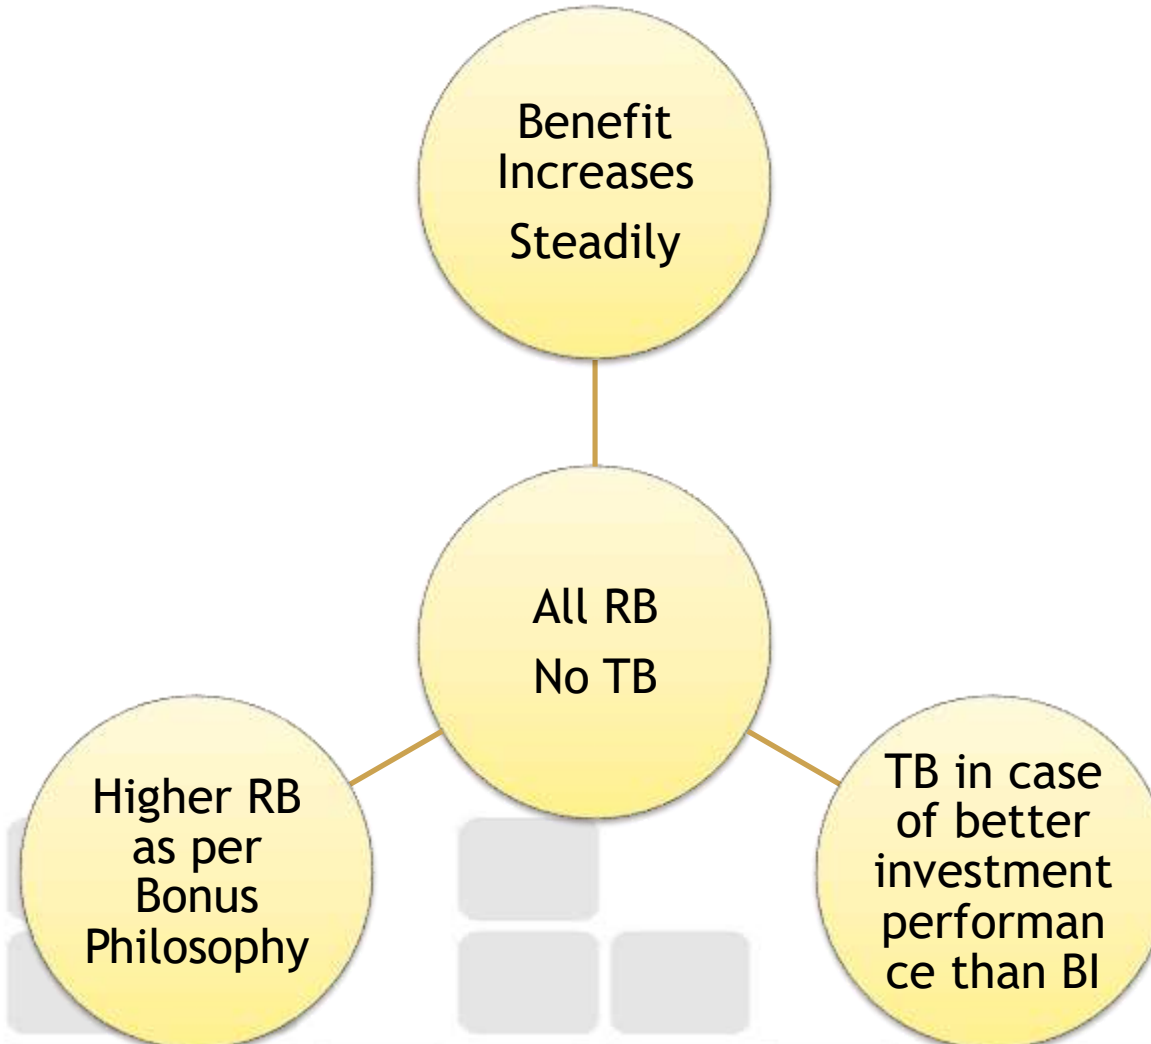 Benefit
Increases
Steadily
All RB
No TB
Higher RB
as per
Bonus
Philosophy
TB in case
of better
investment
performan
ce than BI